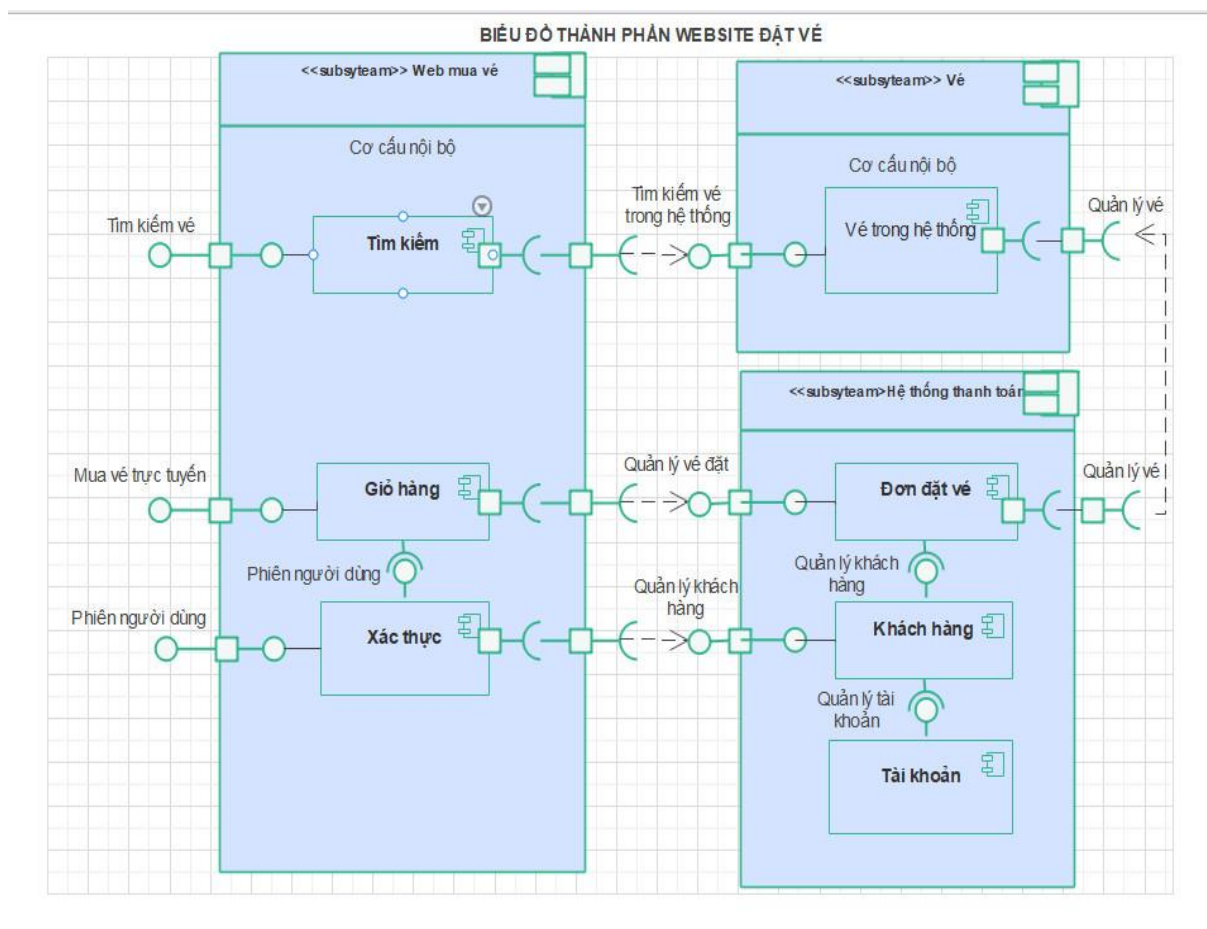 BIỂU ĐỒ THÀNH PHẦN WEBSITE ĐẶT VÉ
<<subsyteam>> Web mua vé
<<subsyteam>> Vé
Cơ cấu nội bộ
Cơ cấu nội bộ
Tìm kiếm vé
Tìm kiếm
Tìm kiếm vé
trong hệ thống
Vé trong hệ thống
Quản lý vé
<<subsyteam>Hệ thống thanh toán
Mua vé trực tuyến
Giỏ hàng
Quản lý vé đặt
Đơn đặt vé
Quản lý vé
Phiên người dùng
Quản lý khách
hàng
Phiên người dùng
Xác thực
Quản lý khách
hàng
Khách hàng
Quản lý tài
khoản
Tài khoản